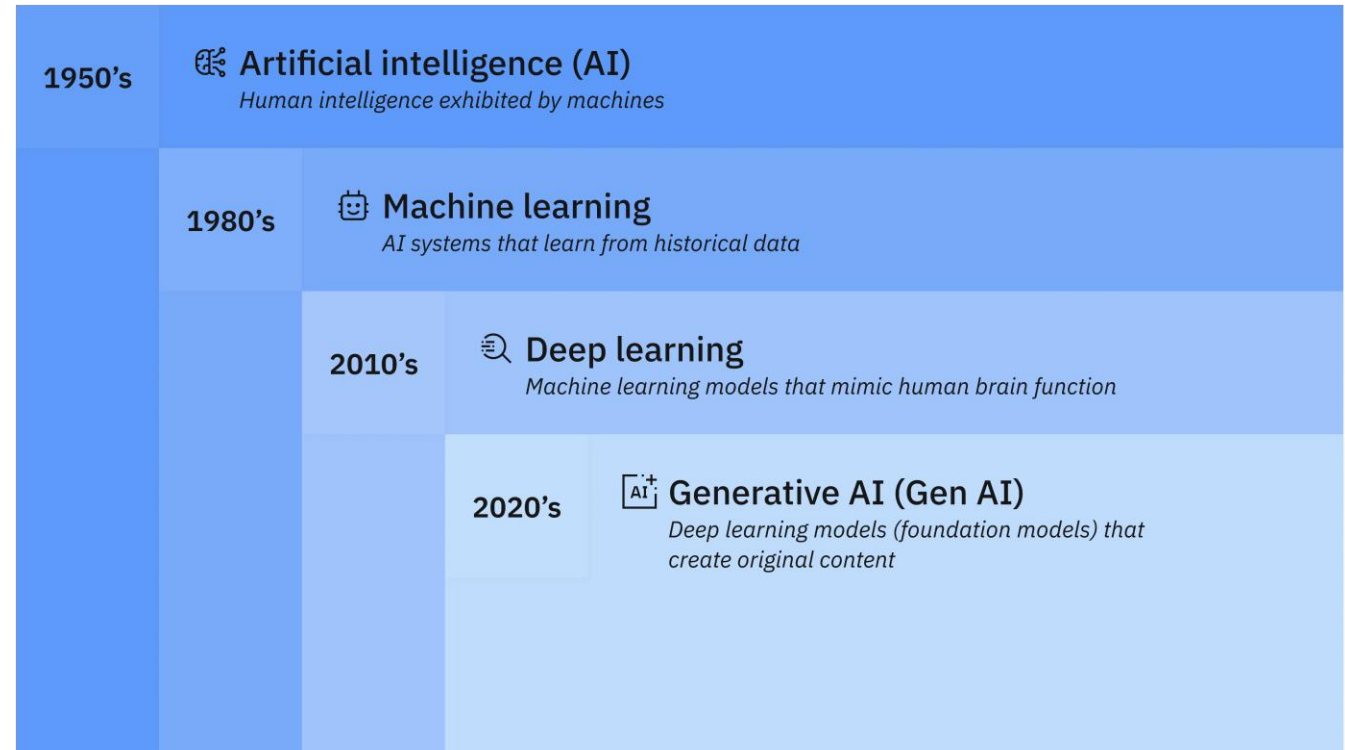 1950’s
Artificial intelligence (AI)
Human intelligence exhibited by machines
1980’s
Machine learning
AI systems that learn from historical data
2010’s
Deep learning
Machine learning models that mimic human brain function
2020’s
AI
Generative AI (Gen AI)
Deep learning models (foundation models) that
create original content